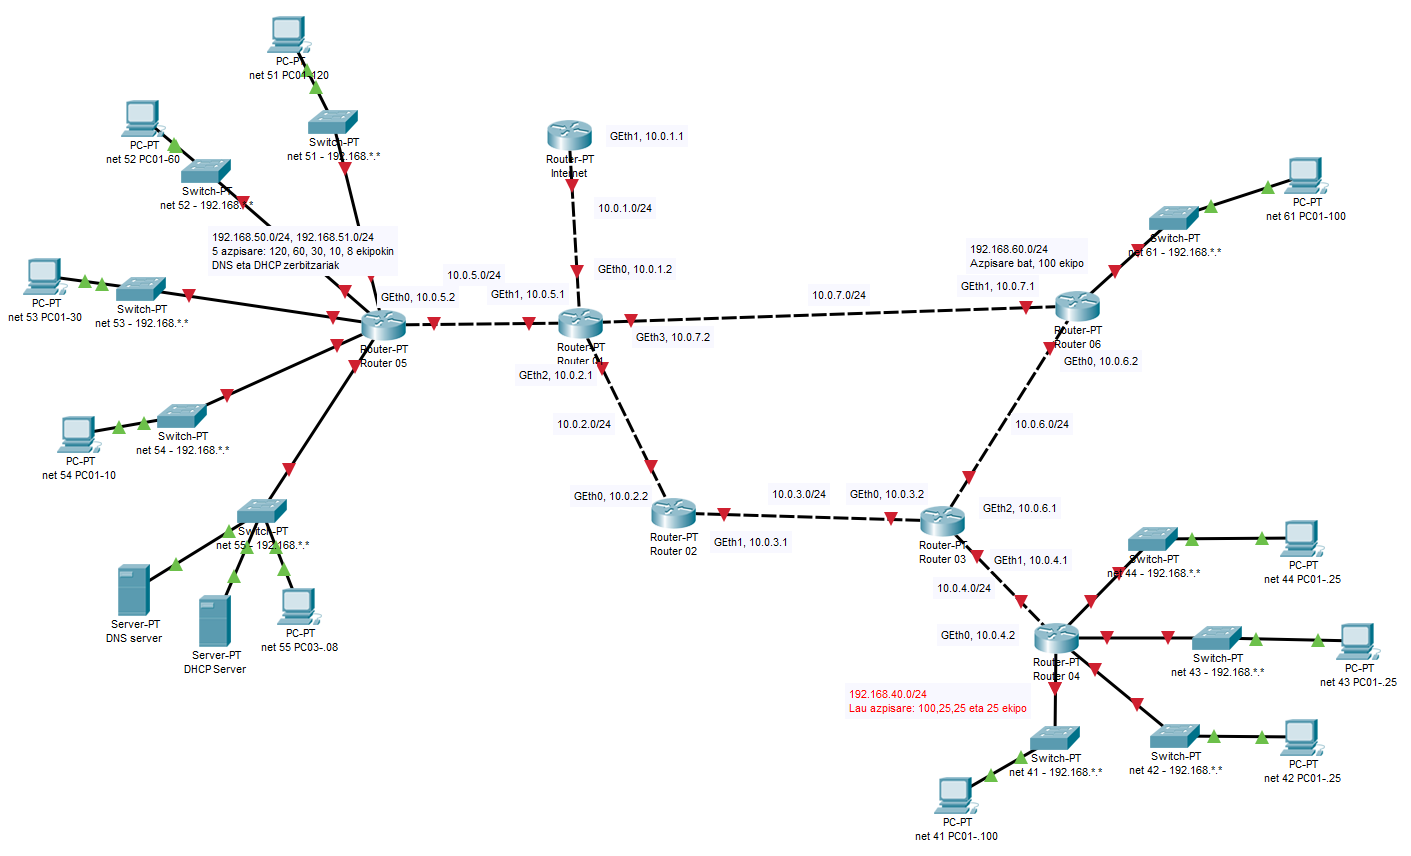 PC-PT
net 51 PC01-120
PC-PT
net 52 PC01-60
Switch-PT
net 51 - 192.168.*.*
Switch-PT
net 52 - 192.168.*.*
Router-PT
Internet
GEth1, 10.0.1.1
10.0.1.0/24
GEth0, 10.0.1.2
PC-PT
net 61 PC01-100
Switch-PT
net 61 - 192.168.*.*
192.168.50.0/24, 192.168.51.0/24
5 azpisare: 120, 60, 30, 10, 8 ekipokin
DNS eta DHCP zerbitzariak
192.168.60.0/24
Azpisare bat, 100 ekipo
PC-PT
net 53 PC01-30
Switch-PT
net 53 - 192.168.*.*
10.0.5.0/24
GEth0, 10.0.5.2
GEth1, 10.0.5.1
10.0.7.0/24
GEth1, 10.0.7.1
Router-PT
Router 05
Router-PT
Router 01
GEth3, 10.0.7.2
Router-PT
Router 06
GEth0, 10.0.6.2
GEth2, 10.0.2.1
10.0.2.0/24
10.0.6.0/24
Switch-PT
net 54 - 192.168.*.*
PC-PT
net 54 PC01-10
GEth0, 10.0.2.2
10.0.3.0/24
GEth0, 10.0.3.2
GEth2, 10.0.6.1
Router-PT
Router 02
GEth1, 10.0.3.1
Router-PT
Router 03
GEth1, 10.0.4.1
10.0.4.0/24
Switch-PT
net 55 - 192.168.*.*
Server-PT
DNS server
Server-PT
DHCP Server
PC-PT
net 55 PC03-.08
Switch-PT
net 44 - 192.168.*.*
PC-PT
net 44 PC01-.25
GEth0, 10.0.4.2
Router-PT
Router 04
Switch-PT
net 43 - 192.168.*.*
PC-PT
net 43 PC01-.25
192.168.40.0/24
Lau azpisare: 100,25,25 eta 25 ekipo
Switch-PT
net 41 - 192.168.*.*
Switch-PT
net 42 - 192.168.*.*
PC-PT
net 42 PC01-.25
PC-PT
net 41 PC01-.100